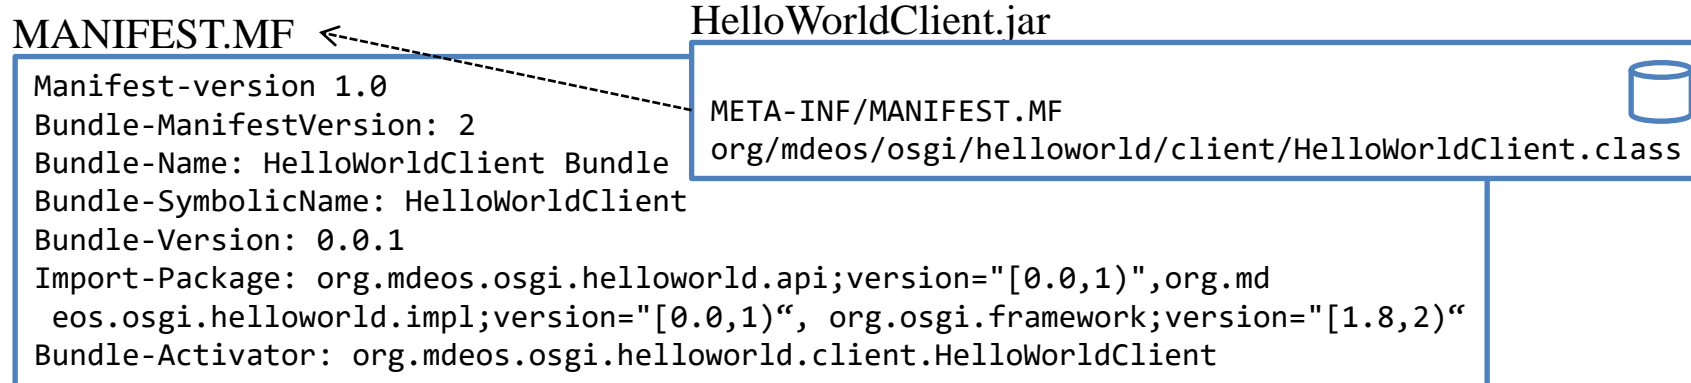 MANIFEST.MF
HelloWorldClient.jar
Manifest-version 1.0
Bundle-ManifestVersion: 2
Bundle-Name: HelloWorldClient Bundle
Bundle-SymbolicName: HelloWorldClient
Bundle-Version: 0.0.1
Import-Package: org.mdeos.osgi.helloworld.api;version="[0.0,1)",org.md
 eos.osgi.helloworld.impl;version="[0.0,1)“, org.osgi.framework;version="[1.8,2)“
Bundle-Activator: org.mdeos.osgi.helloworld.client.HelloWorldClient
META-INF/MANIFEST.MF
org/mdeos/osgi/helloworld/client/HelloWorldClient.class